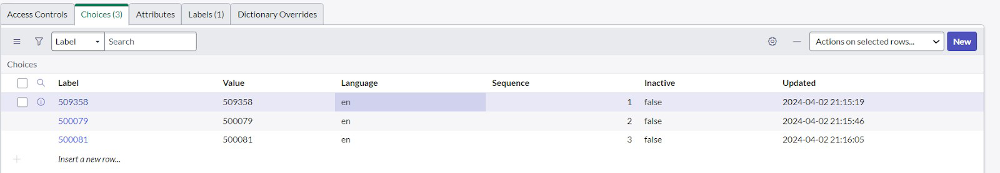 Access Controls Choices (3) Attributes Labels (1) Dictionary Overrides
Label Search Actions on selected rows... New
Choices
Label Value Language Sequence Inactive Updated
509358 509358 en 1 false 2024-04-02 21:15:19
500079 500079 en 2 false 2024-04-02 21:15:46
500081 500081 en 3 false 2024-04-02 21:16:05
Insert a new row...